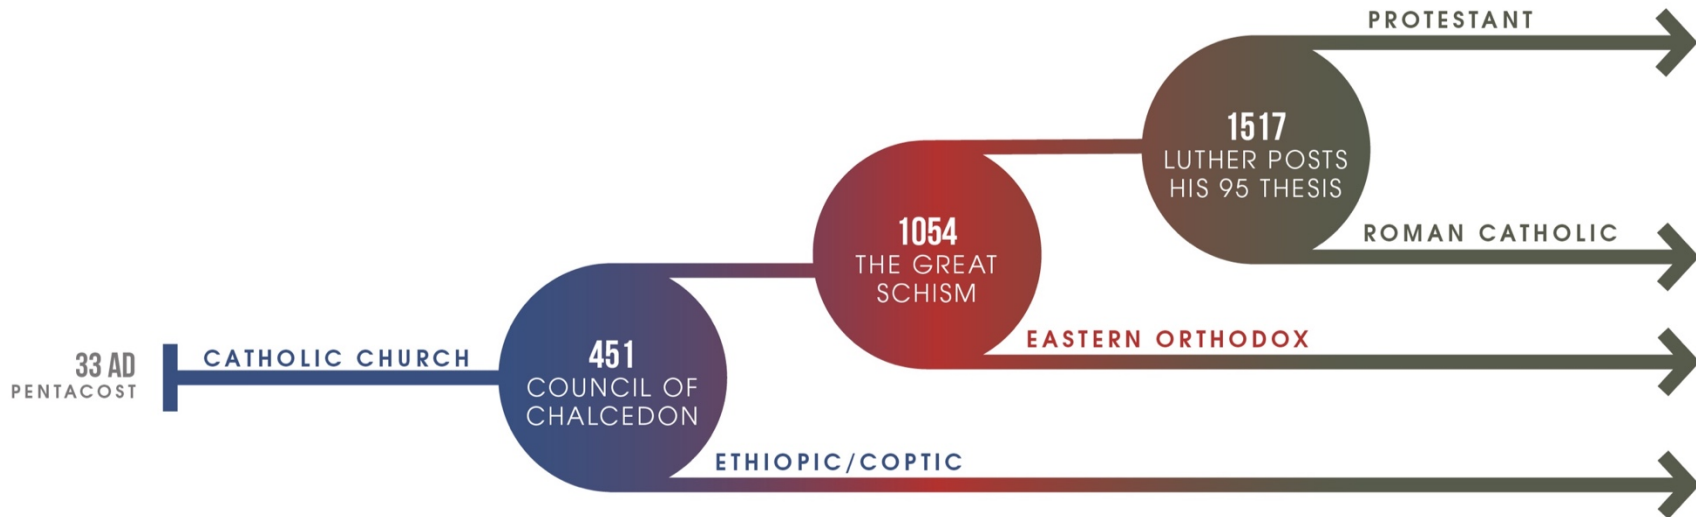 33 AD
PENTACOST
CATHOLIC CHURCH
451
COUNCIL OF
CHALCEDON
ETHIOPIC/COPTIC
1054
THE GREAT
SCHISM
EASTERN ORTHODOX
1517
LUTHER POSTS
HIS 95 THESIS
PROTESTANT
ROMAN CATHOLIC